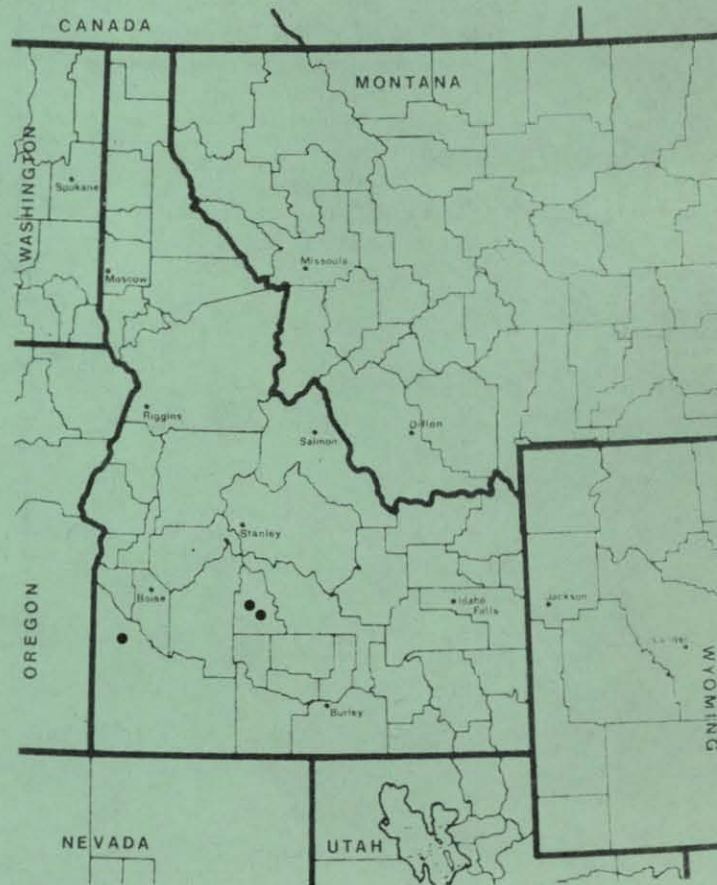 CANADA
MONTANA
WASHINGTON
Spokane
Missoula
Moscow
Riggins
Salmon
Dillon
Stanley
OREGON
Boise
Idaho
Falls
Jackson
Lander
WYOMING
Burley
NEVADA
UTAH